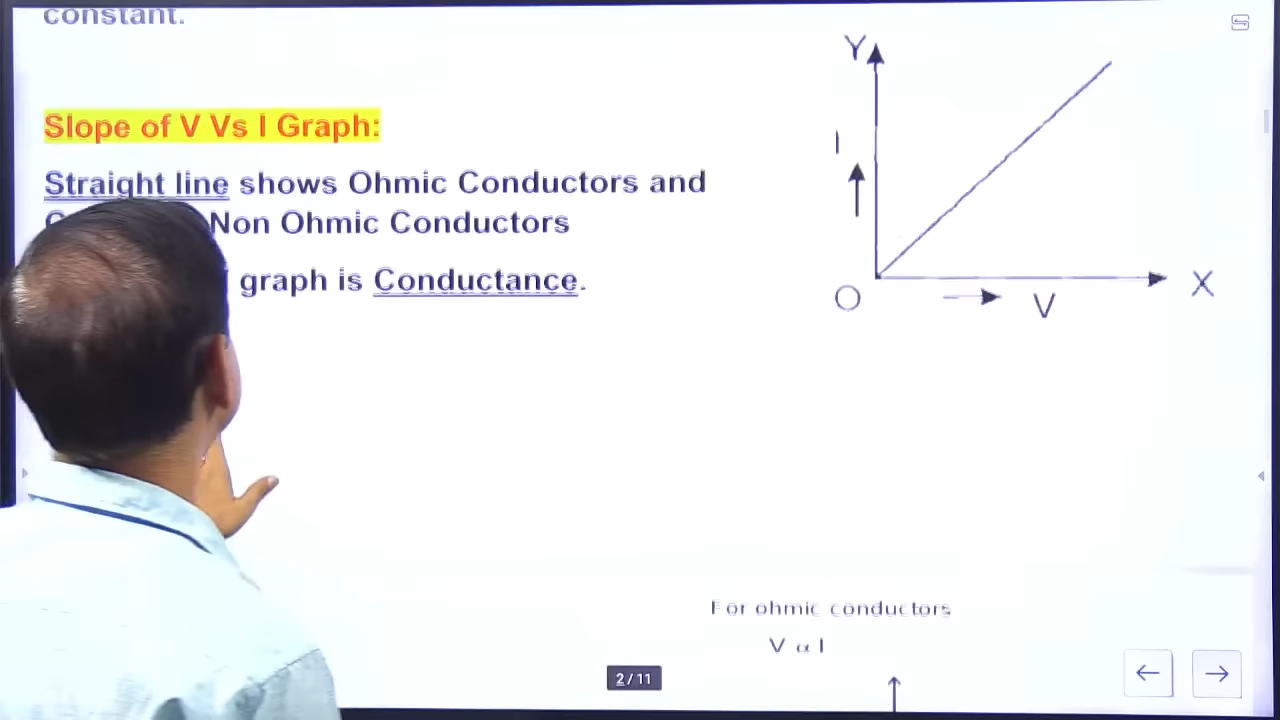 constant.
Slope of V Vs I Graph:
Straight line shows Ohmic Conductors and
Non Ohmic Conductors
graph is Conductance.
Y
I
O
V
X
For ohmic conductors
V α I
2/11